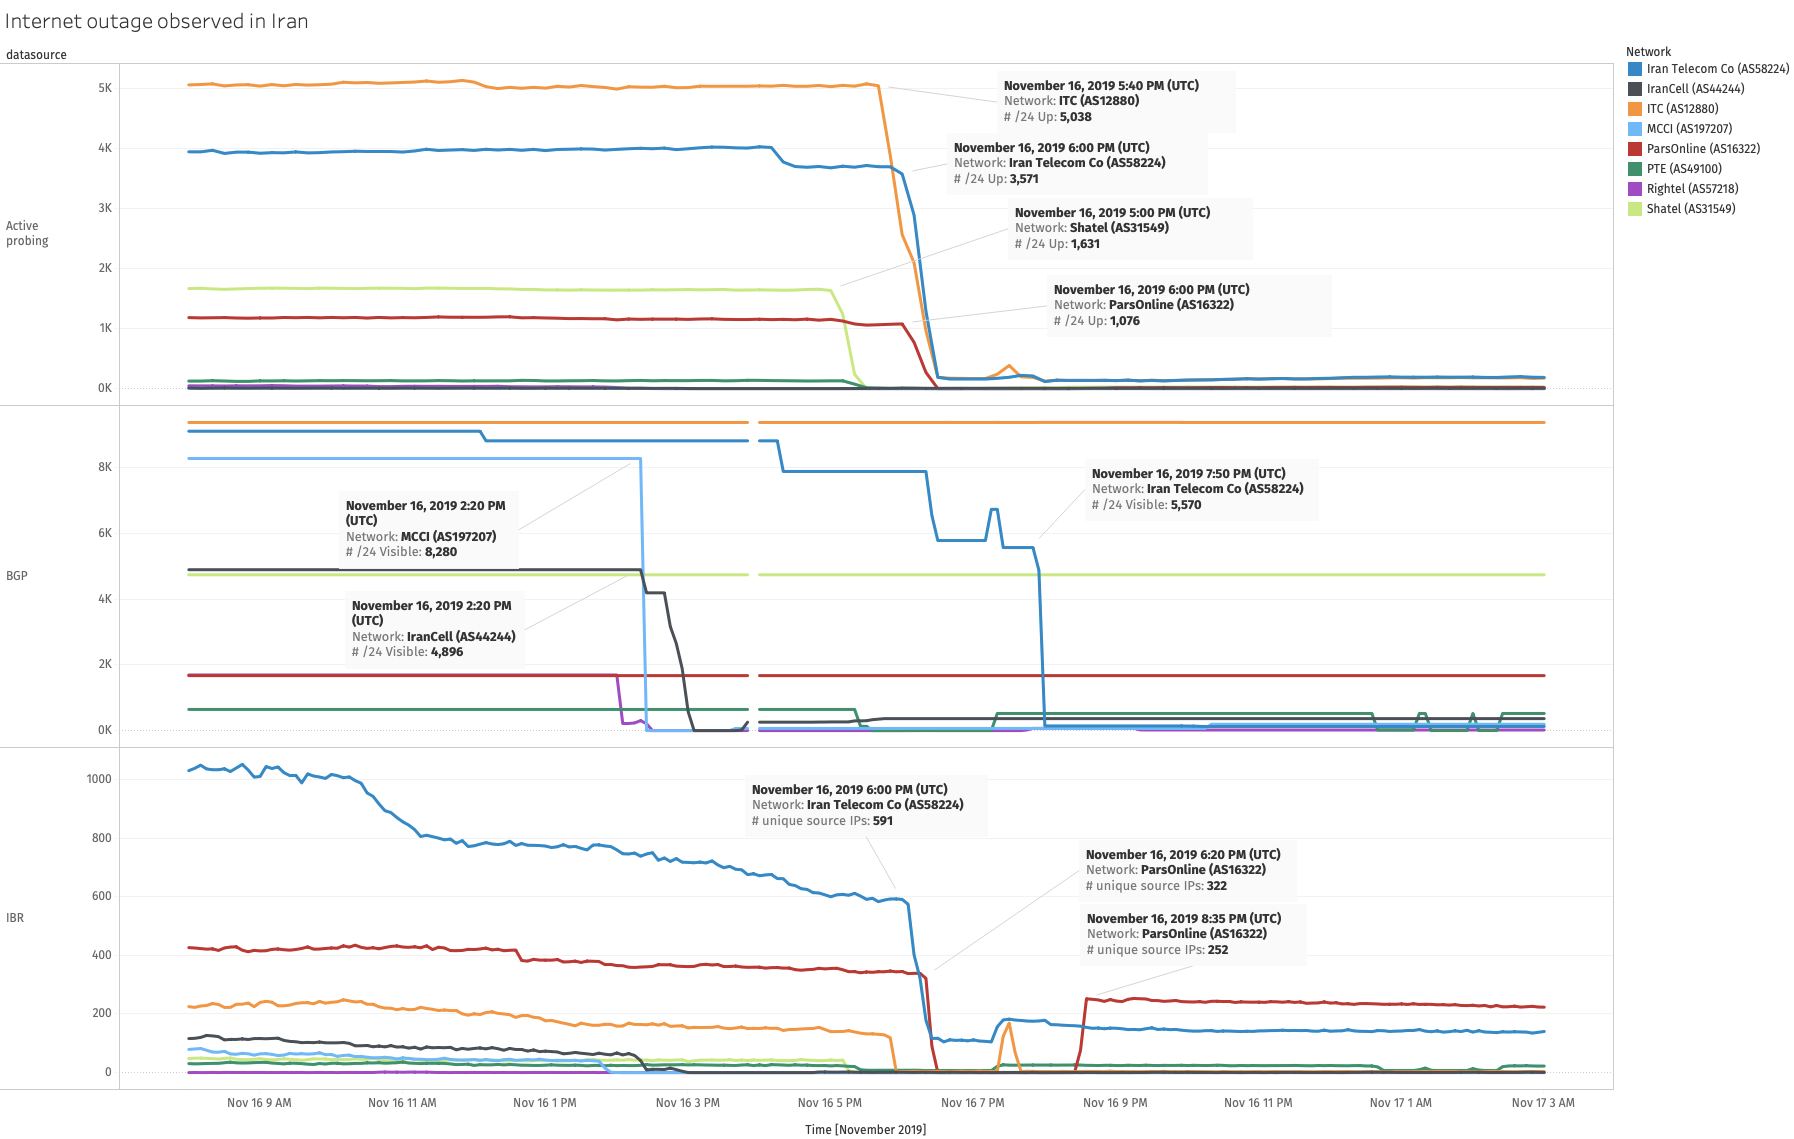 Internet outage observed in Iran
datasource
Network
Iran Telecom Co (AS58224)
IranCell (AS44244)
ITC (AS12880)
MCCI (AS197207)
ParsOnline (AS16322)
PTE (AS49100)
Rightel (AS57218)
Shatel (AS31549)
Active
probing
5K
4K
3K
2K
1K
0K
November 16, 2019 5:40 PM (UTC)
Network: ITC (AS12880)
# /24 Up: 5,038
November 16, 2019 6:00 PM (UTC)
Network: Iran Telecom Co (AS58224)
# /24 Up: 3,571
November 16, 2019 5:00 PM (UTC)
Network: Shatel (AS31549)
# /24 Up: 1,631
November 16, 2019 6:00 PM (UTC)
Network: ParsOnline (AS16322)
# /24 Up: 1,076
BGP
8K
6K
4K
2K
0K
November 16, 2019 2:20 PM
(UTC)
Network: MCCI (AS197207)
# /24 Visible: 8,280
November 16, 2019 2:20 PM
(UTC)
Network: IranCell (AS44244)
# /24 Visible: 4,896
November 16, 2019 7:50 PM (UTC)
Network: Iran Telecom Co (AS58224)
# /24 Visible: 5,570
IBR
1000
800
600
400
200
0
November 16, 2019 6:00 PM (UTC)
Network: Iran Telecom Co (AS58224)
# unique source IPs: 591
November 16, 2019 6:20 PM (UTC)
Network: ParsOnline (AS16322)
# unique source IPs: 322
November 16, 2019 8:35 PM (UTC)
Network: ParsOnline (AS16322)
# unique source IPs: 252
Nov 16 9 AM
Nov 16 11 AM
Nov 16 1 PM
Nov 16 3 PM
Nov 16 5 PM
Nov 16 7 PM
Nov 16 9 PM
Nov 16 11 PM
Nov 17 1 AM
Nov 17 3 AM
Time [November 2019]